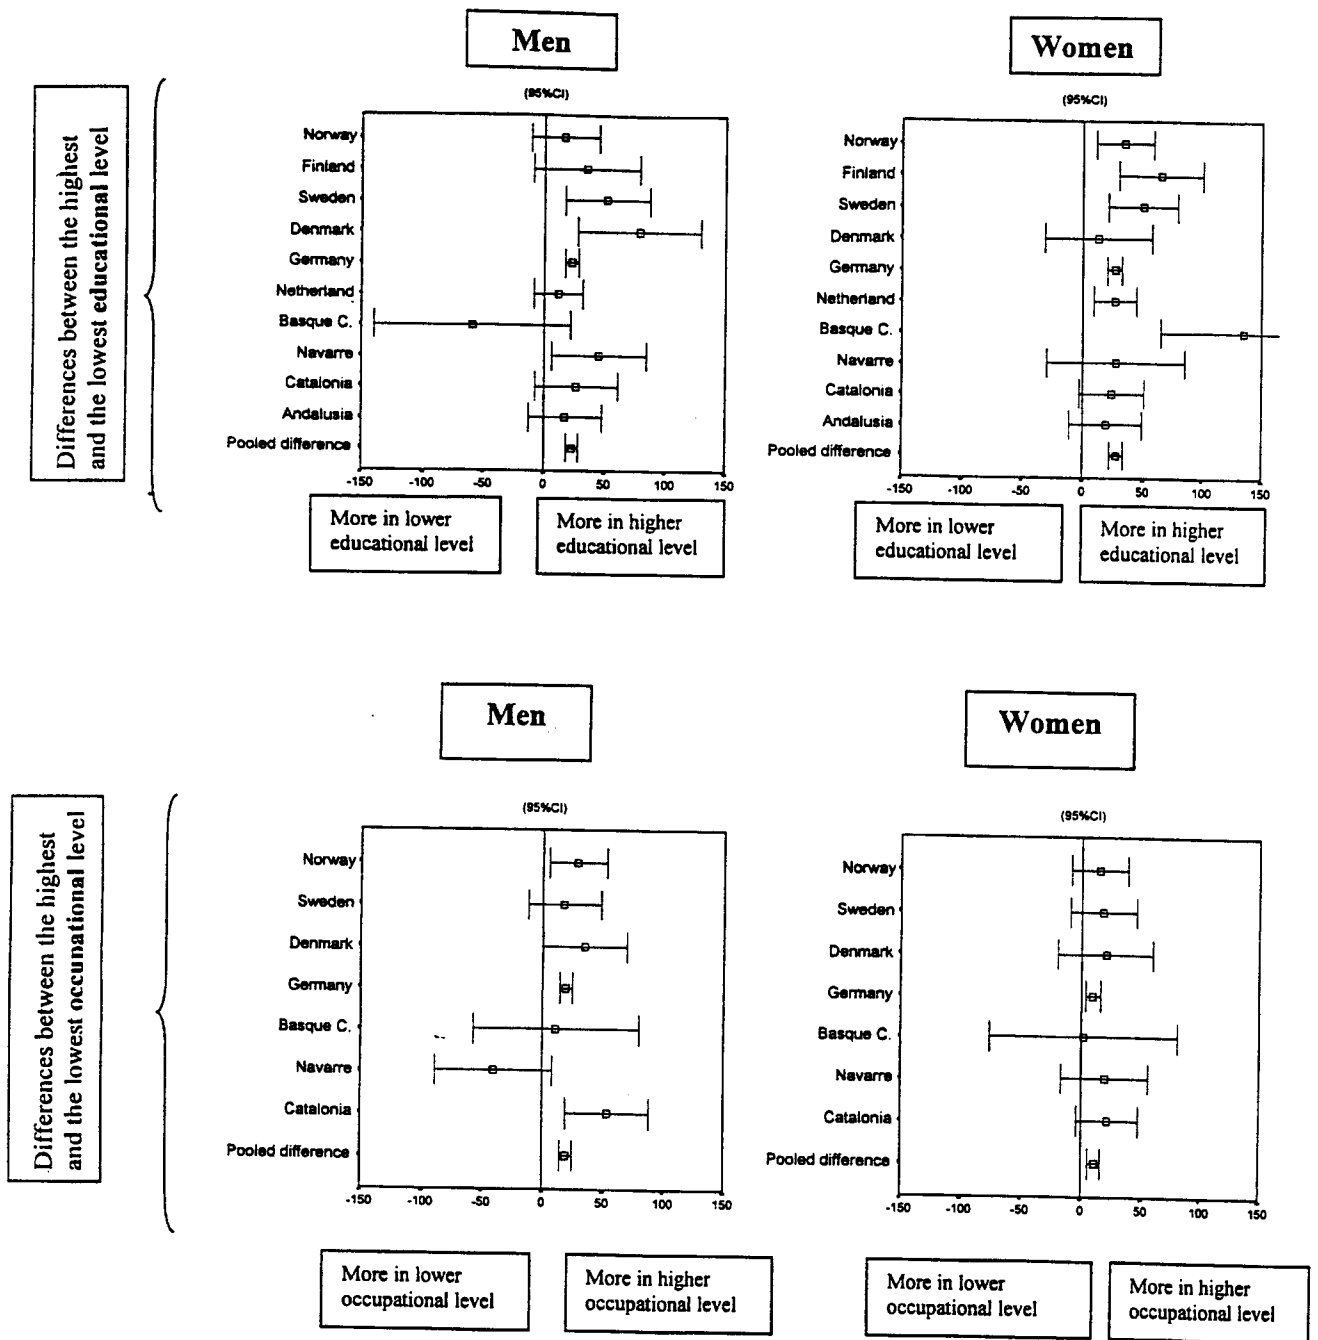 Men
Women
Differences between the highest
and the lowest educational level
(95%CI)
Norway
Finland
Sweden
Denmark
Germany
Netherland
Basque C.
Navarre
Catalonia
Andalusia
Pooled difference
-150 -100 -50 0 50 100 150
More in lower
educational level
More in higher
educational level
(95%CI)
Norway
Finland
Sweden
Denmark
Germany
Netherland
Basque C.
Navarre
Catalonia
Andalusia
Pooled difference
-150 -100 -50 0 50 100 150
More in lower
educational level
More in higher
educational level
Men
Women
Differences between the highest
and the lowest occunational level
(95%CI)
Norway
Sweden
Denmark
Germany
Basque C.
Navarre
Catalonia
Pooled difference
-150 -100 -50 0 50 100 150
More in lower
occupational level
More in higher
occupational level
(95%CI)
Norway
Sweden
Denmark
Germany
Basque C.
Navarre
Catalonia
Pooled difference
-150 -100 -50 0 50 100 150
More in lower
occupational level
More in higher
occupational level